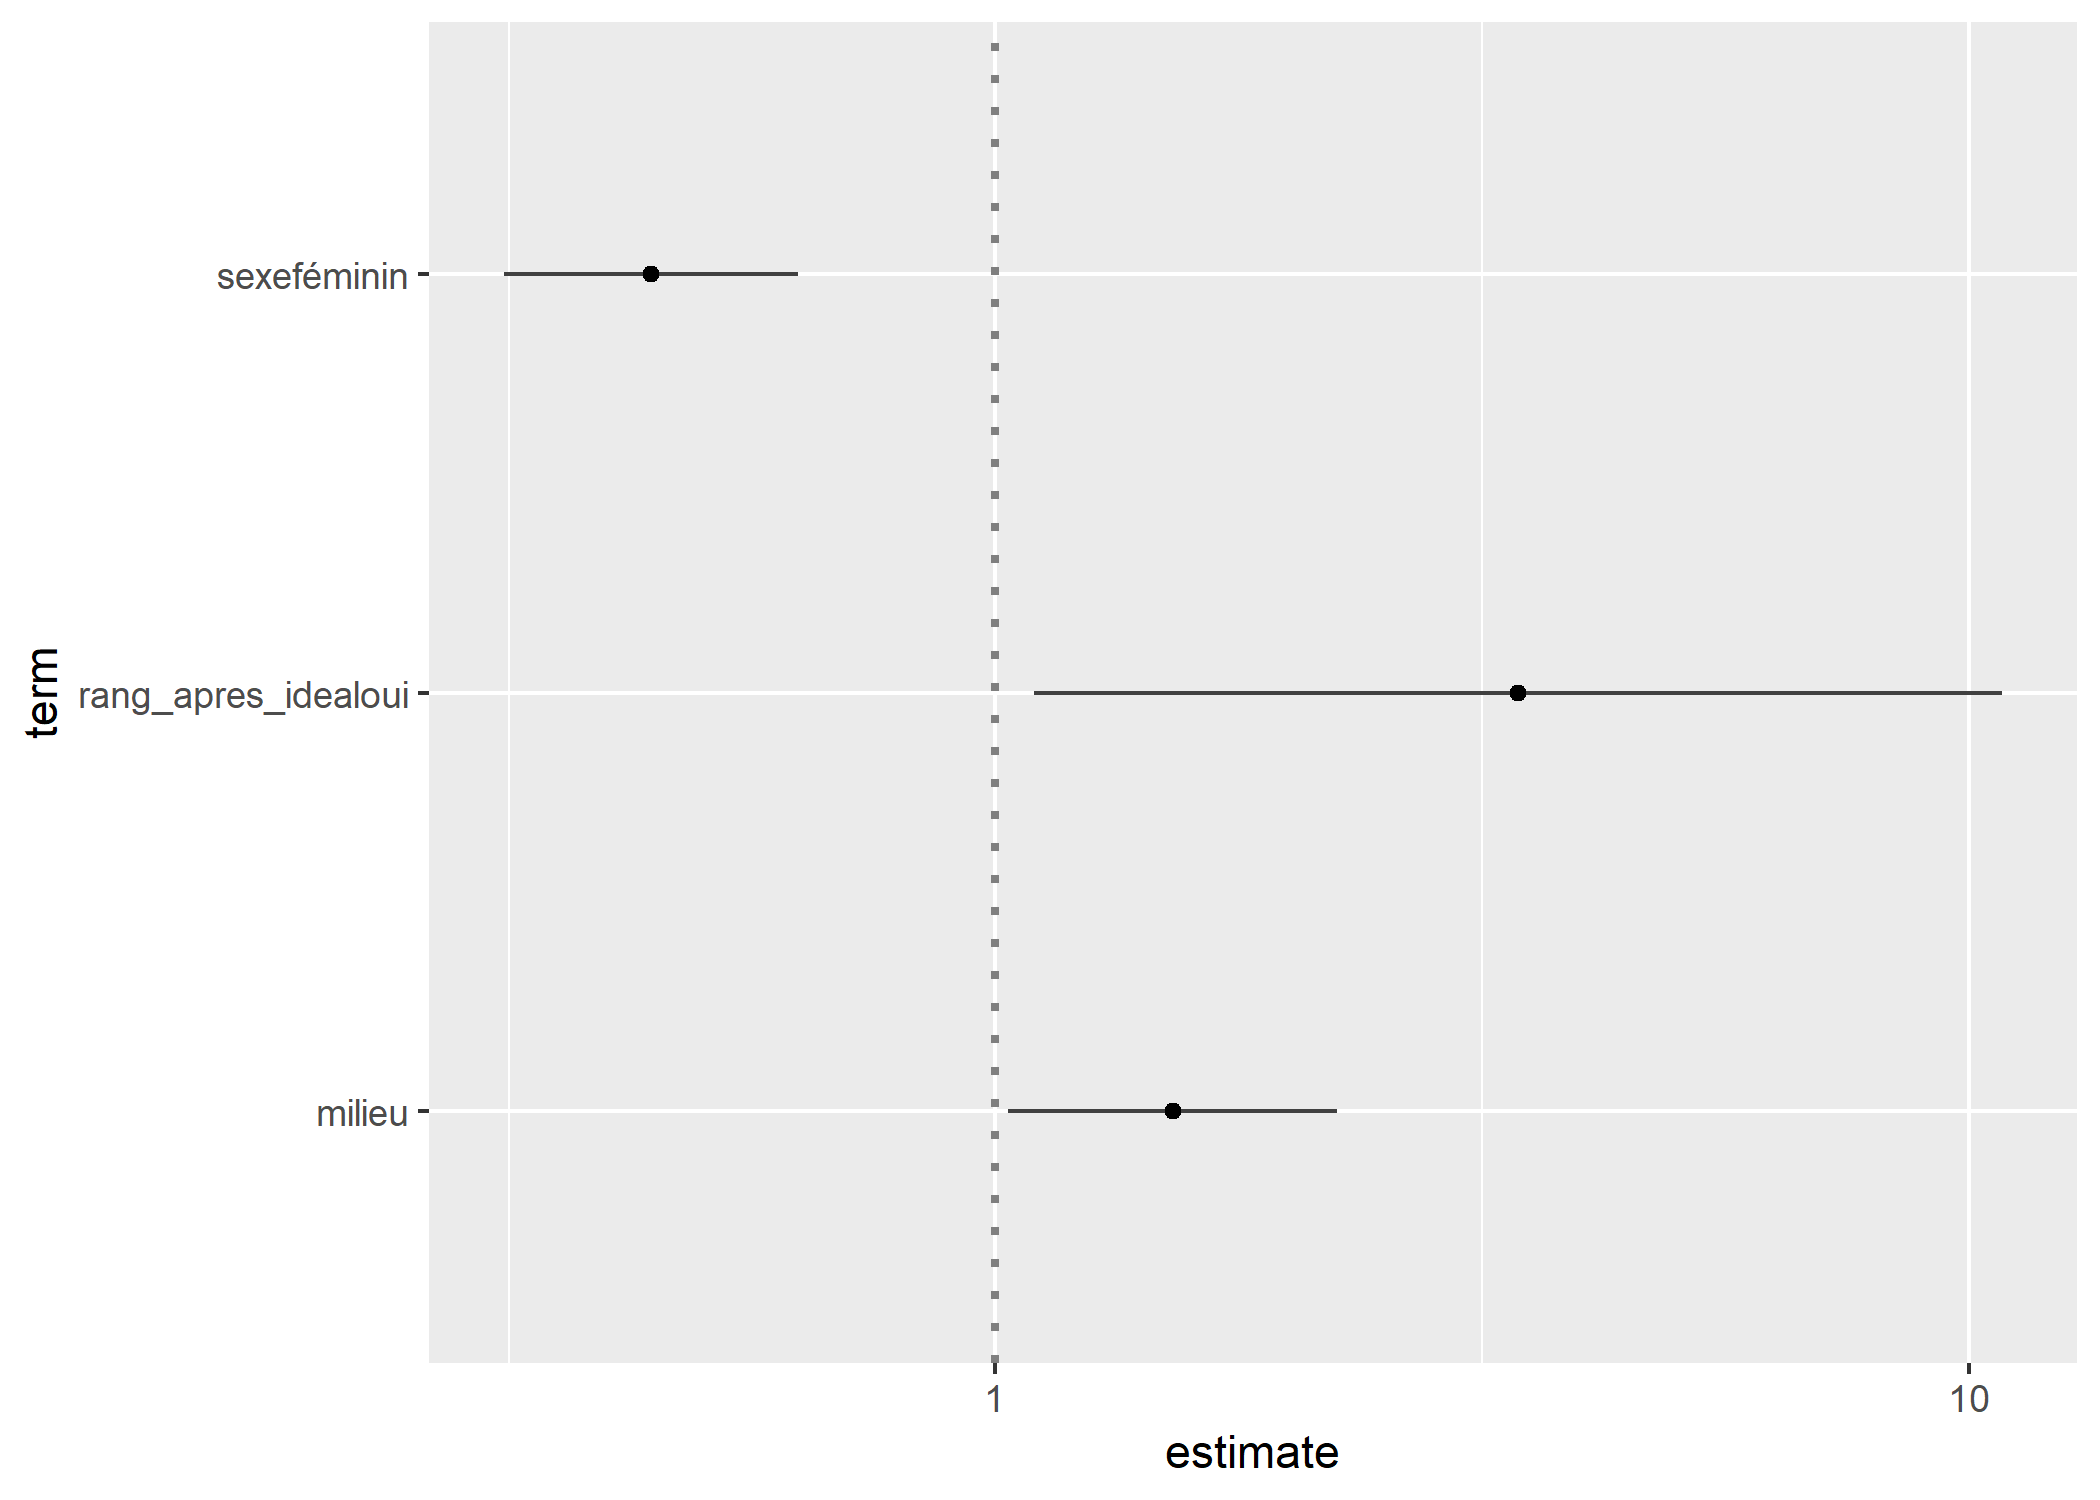 sexeféminin
term
rang_apres_idealoui
milieu
1
10
estimate